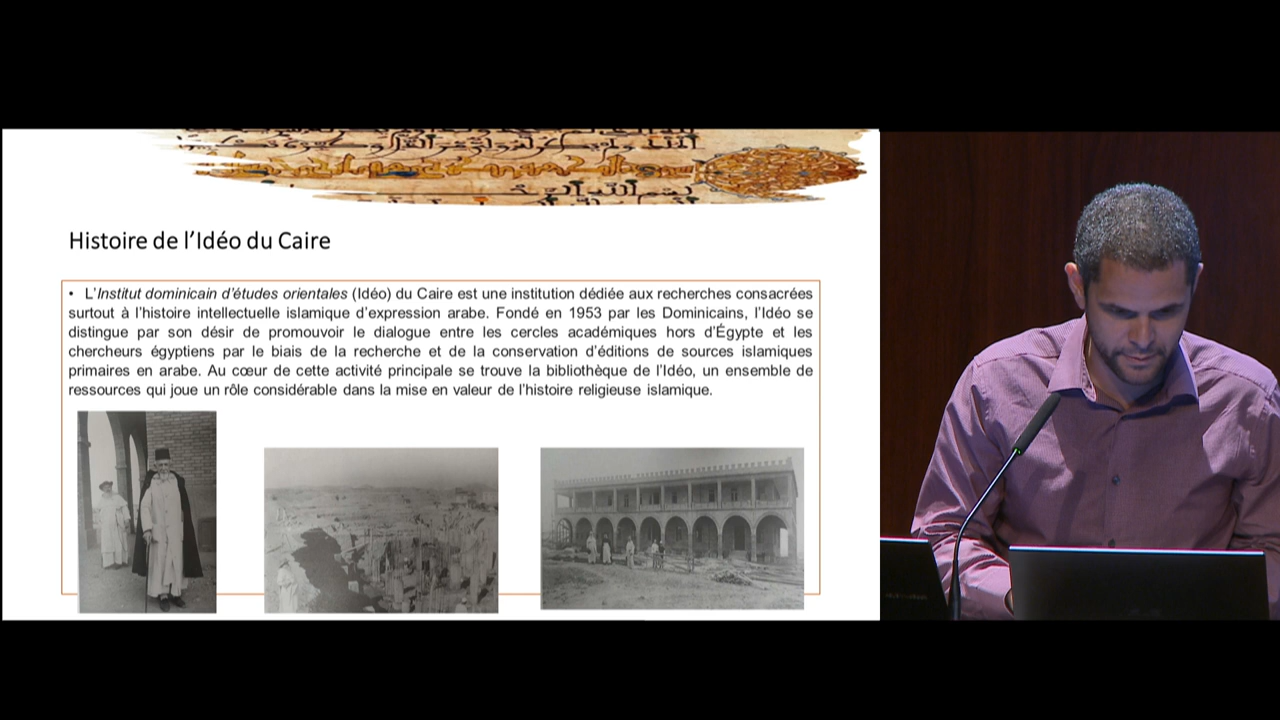 Histoire de l’Idéo du Caire
• L’Institut dominicain d’études orientales (Idéo) du Caire est une institution dédiée aux recherches consacrées
surtout à l’histoire intellectuelle islamique d’expression arabe. Fondé en 1953 par les Dominicains, l’Idéo se
distingue par son désir de promouvoir le dialogue entre les cercles académiques hors d’Égypte et les
chercheurs égyptiens par le biais de la recherche et de la conservation d’éditions de sources islamiques
primaires en arabe. Au cœur de cette activité principale se trouve la bibliothèque de l’Idéo, un ensemble de
ressources qui joue un rôle considérable dans la mise en valeur de l’histoire religieuse islamique.